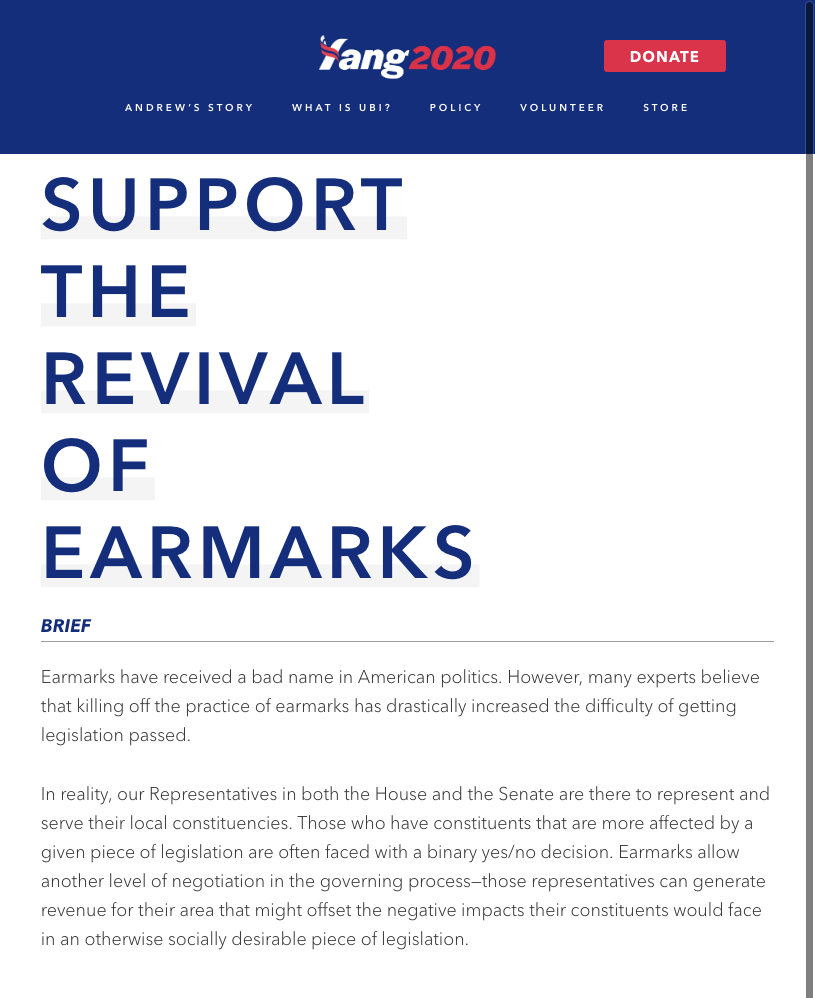 Yang2020
DONATE
ANDREW'S STORY WHAT IS UBI? POLICY VOLUNTEER STORE
SUPPORT
THE
REVIVAL
OF
EARMARKS
BRIEF
Earmarks have received a bad name in American politics. However, many experts believe
that killing off the practice of earmarks has drastically increased the difficulty of getting
legislation passed.
In reality, our Representatives in both the House and the Senate are there to represent and
serve their local constituencies. Those who have constituents that are more affected by a
given piece of legislation are often faced with a binary yes/no decision. Earmarks allow
another level of negotiation in the governing process—those representatives can generate
revenue for their area that might offset the negative impacts their constituents would face
in an otherwise socially desirable piece of legislation.